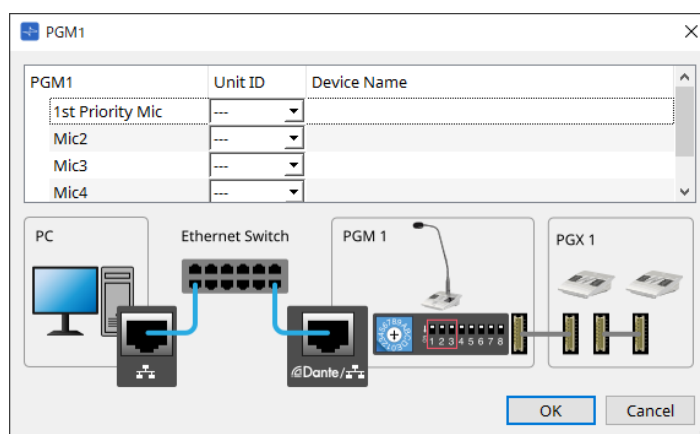 PGM1
PGM1 Unit ID Device Name
1st Priority Mic ---
Mic2 ---
Mic3 ---
Mic4 ---
PC Ethernet Switch PGM 1 PGX 1
1 2 3 4 5 6 7 8
Dante/
OK Cancel